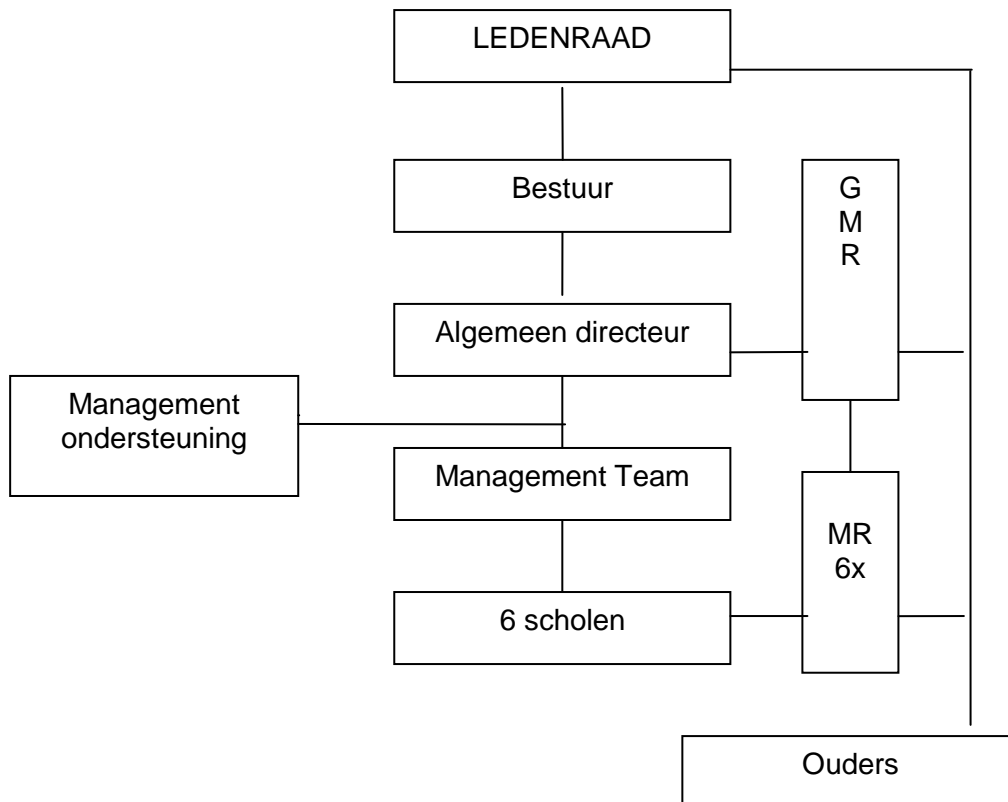 LEDENRAAD
Bestuur
G
M
R
Algemeen directeur
Management
ondersteuning
Management Team
MR
6x
6 scholen
Ouders